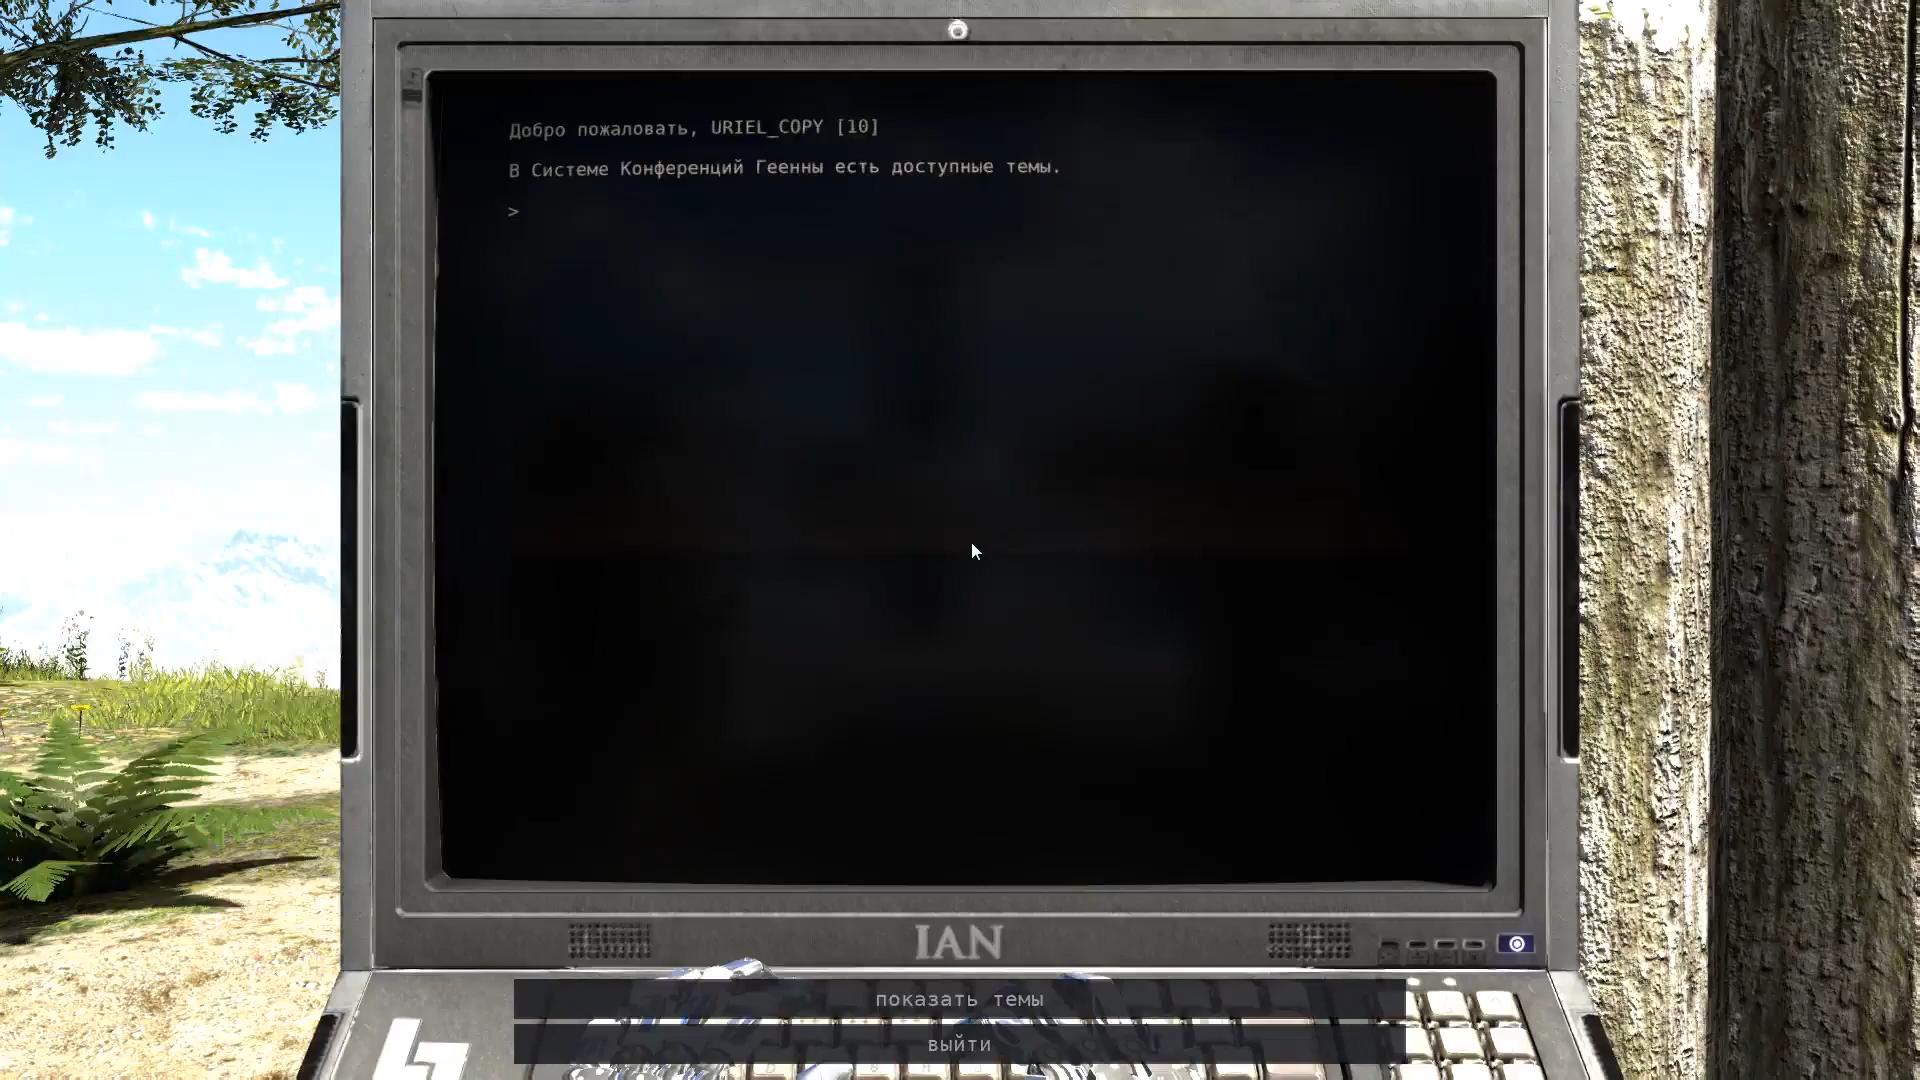 Добро пожаловать, URIEL_COPY [10]
В Системе Конференций Геенны есть доступные темы.
>
IAN
показать темы
выйти